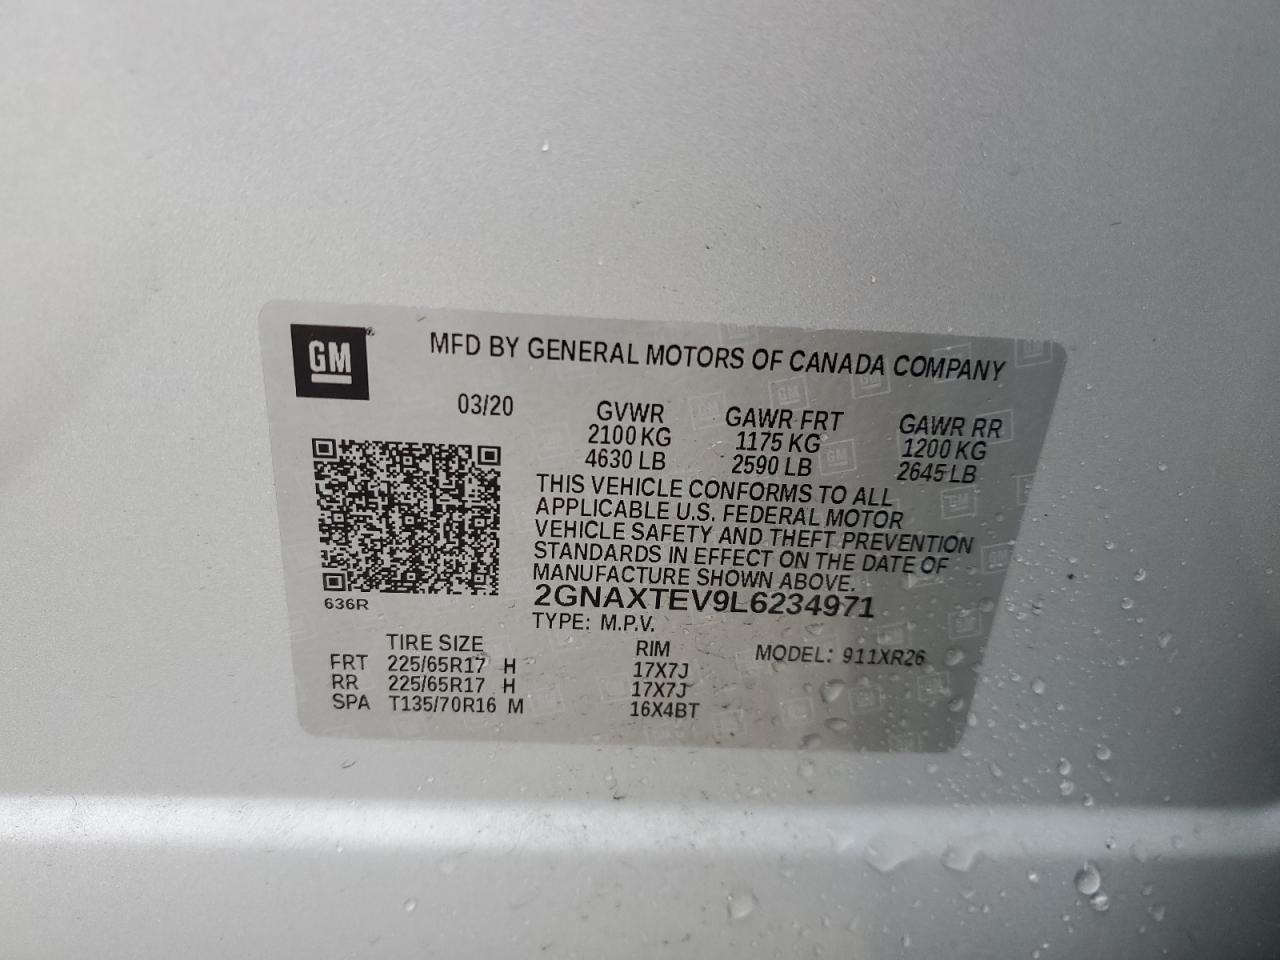 GM
MFD BY GENERAL MOTORS OF CANADA COMPANY
03/20
GVWR GAWR FRT GAWR RR
2100 KG 1175 KG 1200 KG
4630 LB 2590 LB 2645 LB
THIS VEHICLE CONFORMS TO ALL
APPLICABLE U.S. FEDERAL MOTOR
VEHICLE SAFETY AND THEFT PREVENTION
STANDARDS IN EFFECT ON THE DATE OF
MANUFACTURE SHOWN ABOVE.
2GNAXTEV9L6234971
636R
TYPE: M.P.V.
MODEL: 911XR26
TIRE SIZE RIM
FRT 225/65R17 H 17X7J
RR 225/65R17 H 17X7J
SPA T135/70R16 M 16X4BT